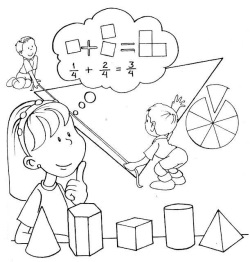 1/4 + 2/4 = 3/4